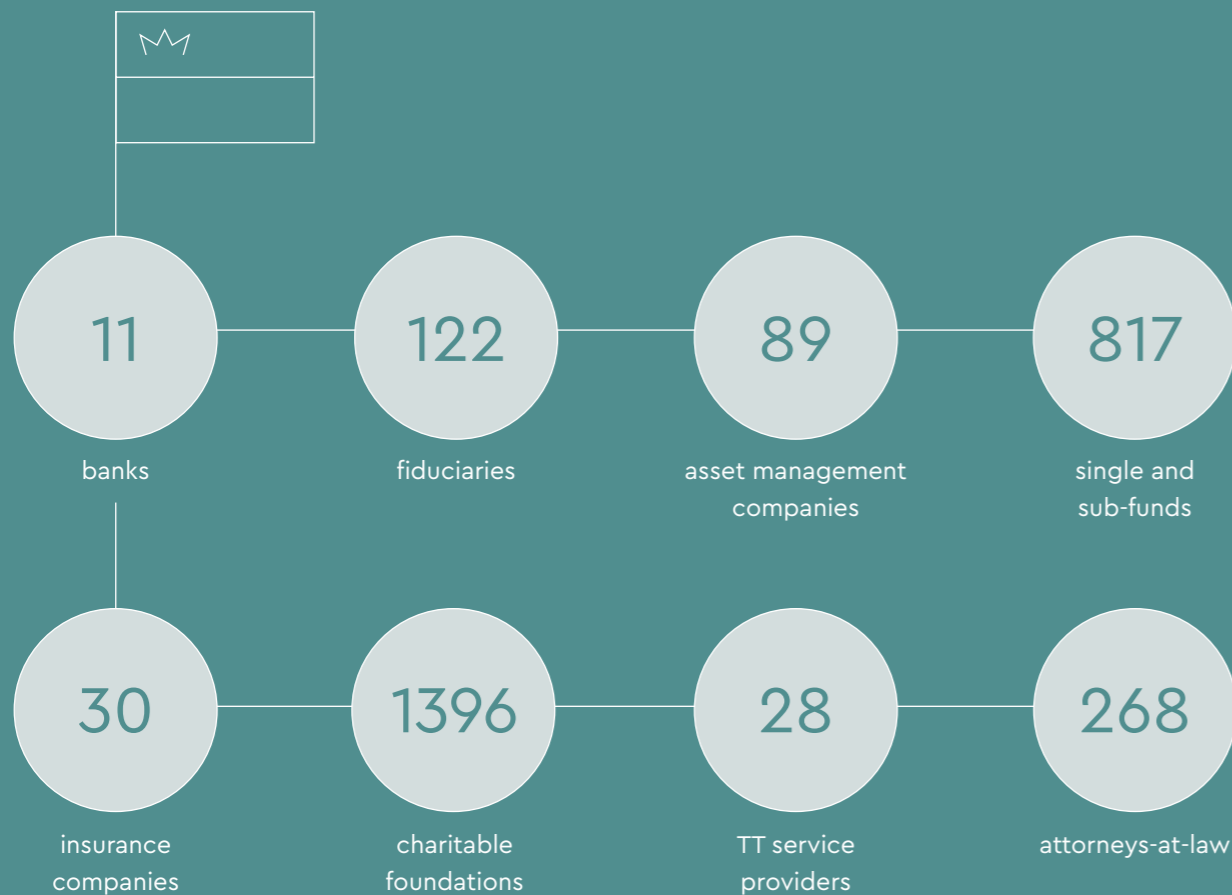 11
122
89
817
banks
fiduciaries
asset management
companies
single and
sub-funds
30
1396
28
268
insurance
companies
charitable
foundations
TT service
providers
attorneys-at-law